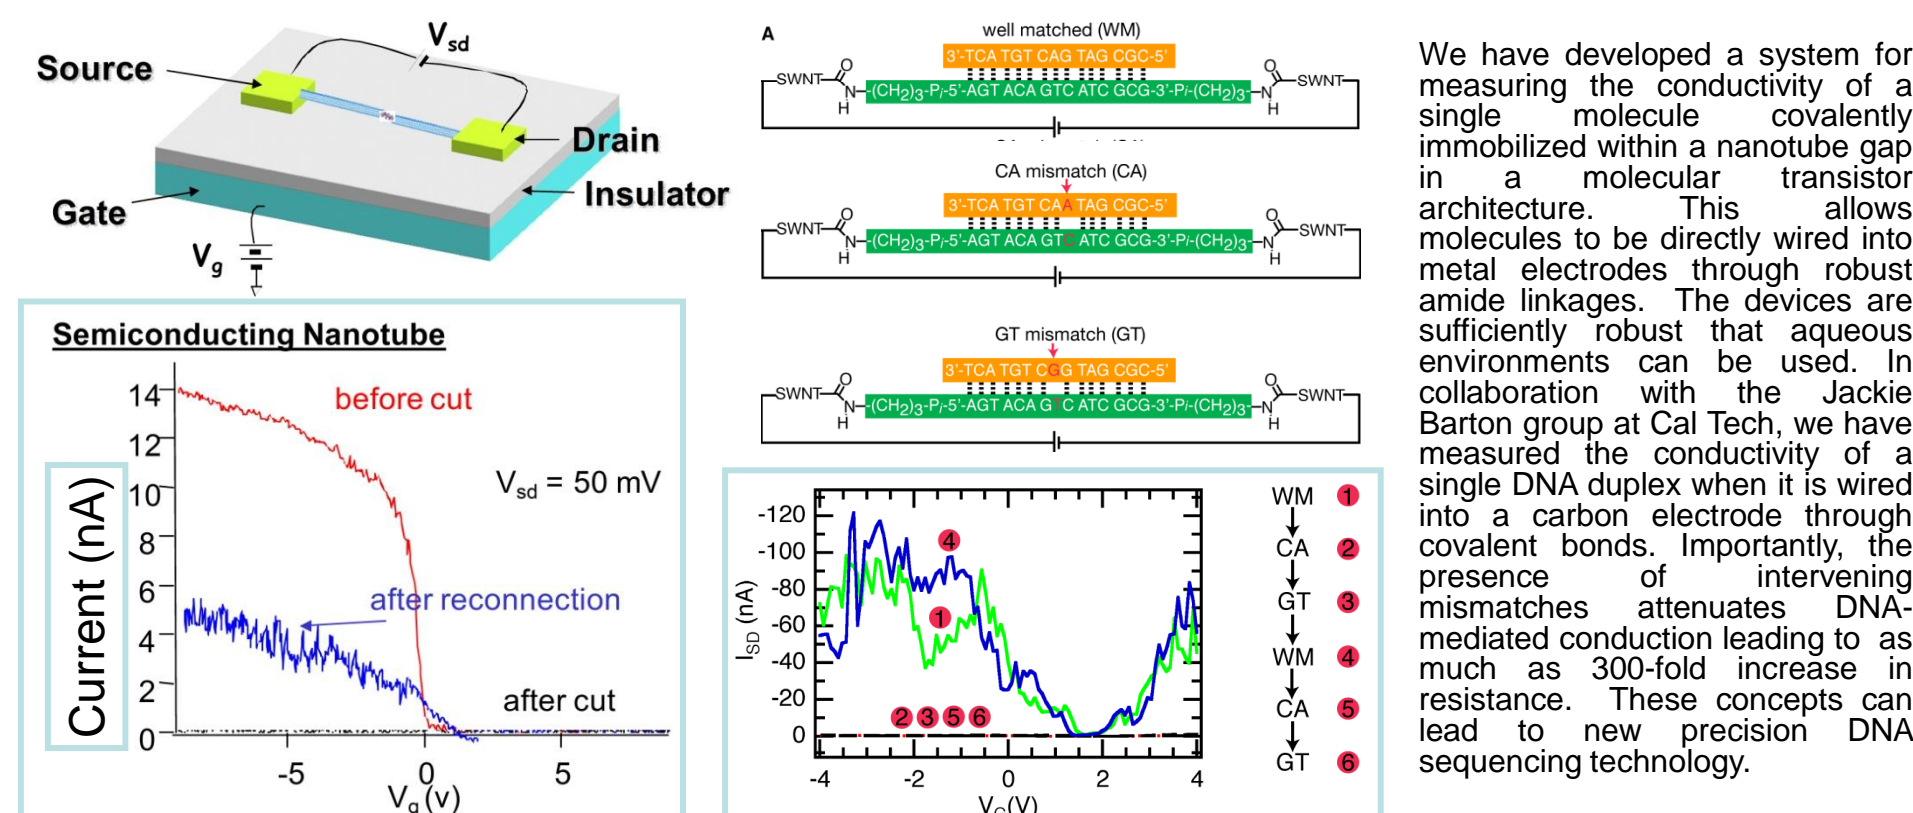 Source
V_sd
Drain
Insulator
Gate
V_g
Semiconducting Nanotube
14
12
10
8
6
4
2
0
before cut
V_sd = 50 mV
after reconnection
after cut
Current (nA)
-5 0 5
V_g (v)
A
well matched (WM)
3'-TCA TGT CAG TAG CGC-5'
SWNT O N H -(CH2)3-Pi-5'-AGT ACA GTC ATC GCG-3'-Pi-(CH2)3- N H O SWNT
CA mismatch (CA)
3'-TCA TGT CAA TAG CGC-5'
SWNT O N H -(CH2)3-Pi-5'-AGT ACA GTC ATC GCG-3'-Pi-(CH2)3- N H O SWNT
GT mismatch (GT)
3'-TCA TGT CGG TAG CGC-5'
SWNT O N H -(CH2)3-Pi-5'-AGT ACA GTC ATC GCG-3'-Pi-(CH2)3- N H O SWNT
-120
-100
-80
-60
-40
-20
0
I_SD (nA)
4
1
2 3 5 6
-4 -2 0 2 4
V_G(V)
WM 1
CA 2
GT 3
WM 4
CA 5
GT 6
We have developed a system for
measuring the conductivity of a
single molecule covalently
immobilized within a nanotube gap
in a molecular transistor
architecture. This allows
molecules to be directly wired into
metal electrodes through robust
amide linkages. The devices are
sufficiently robust that aqueous
environments can be used. In
collaboration with the Jackie
Barton group at Cal Tech, we have
measured the conductivity of a
single DNA duplex when it is wired
into a carbon electrode through
covalent bonds. Importantly, the
presence of intervening
mismatches attenuates DNA-
mediated conduction leading to as
much as 300-fold increase in
resistance. These concepts can
lead to new precision DNA
sequencing technology.